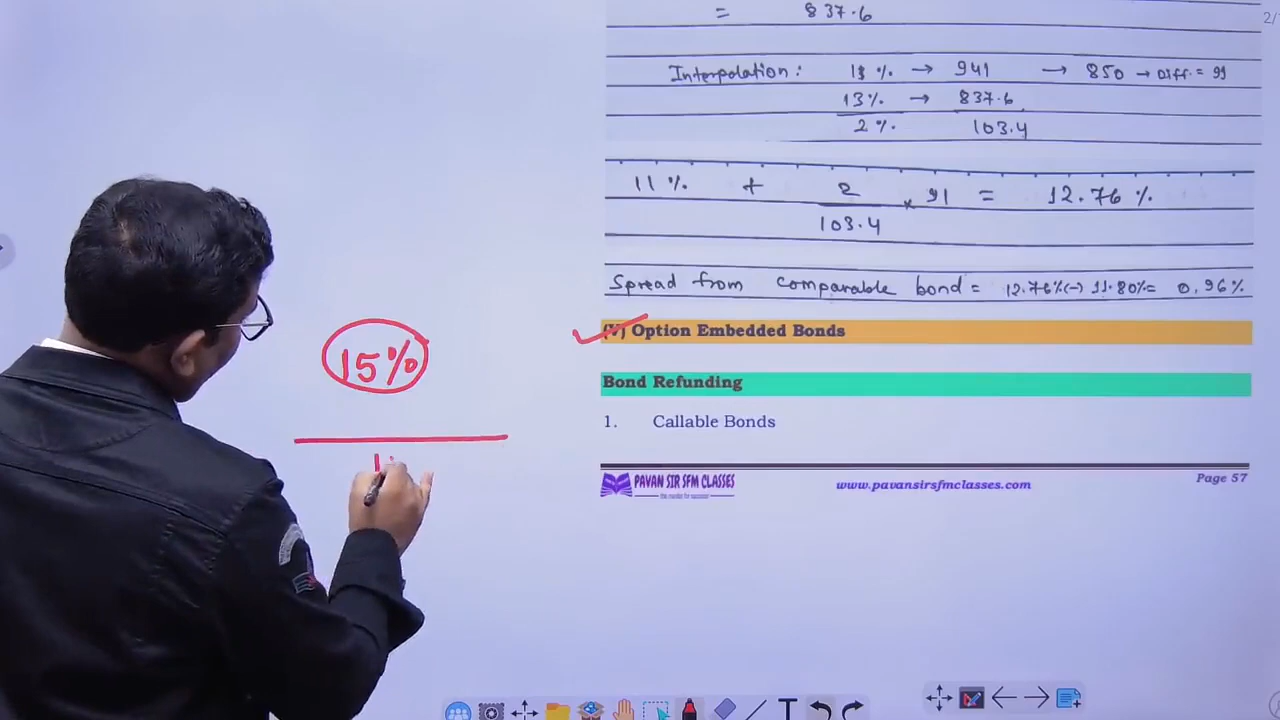 = 837.6
2/
Interpolation: 11% → 941 → 850 → Diff. = 91
13% → 837.6
2% 103.4
11% + 2 × 91 = 12.76%
103.4
Spread from comparable bond = 12.76% (-) 11.80% = 0.96%
(V) Option Embedded Bonds
15%
Bond Refunding
1. Callable Bonds
PAVAN SIR SFM CLASSES
www.pavansirsfmclasses.com
Page 57
T